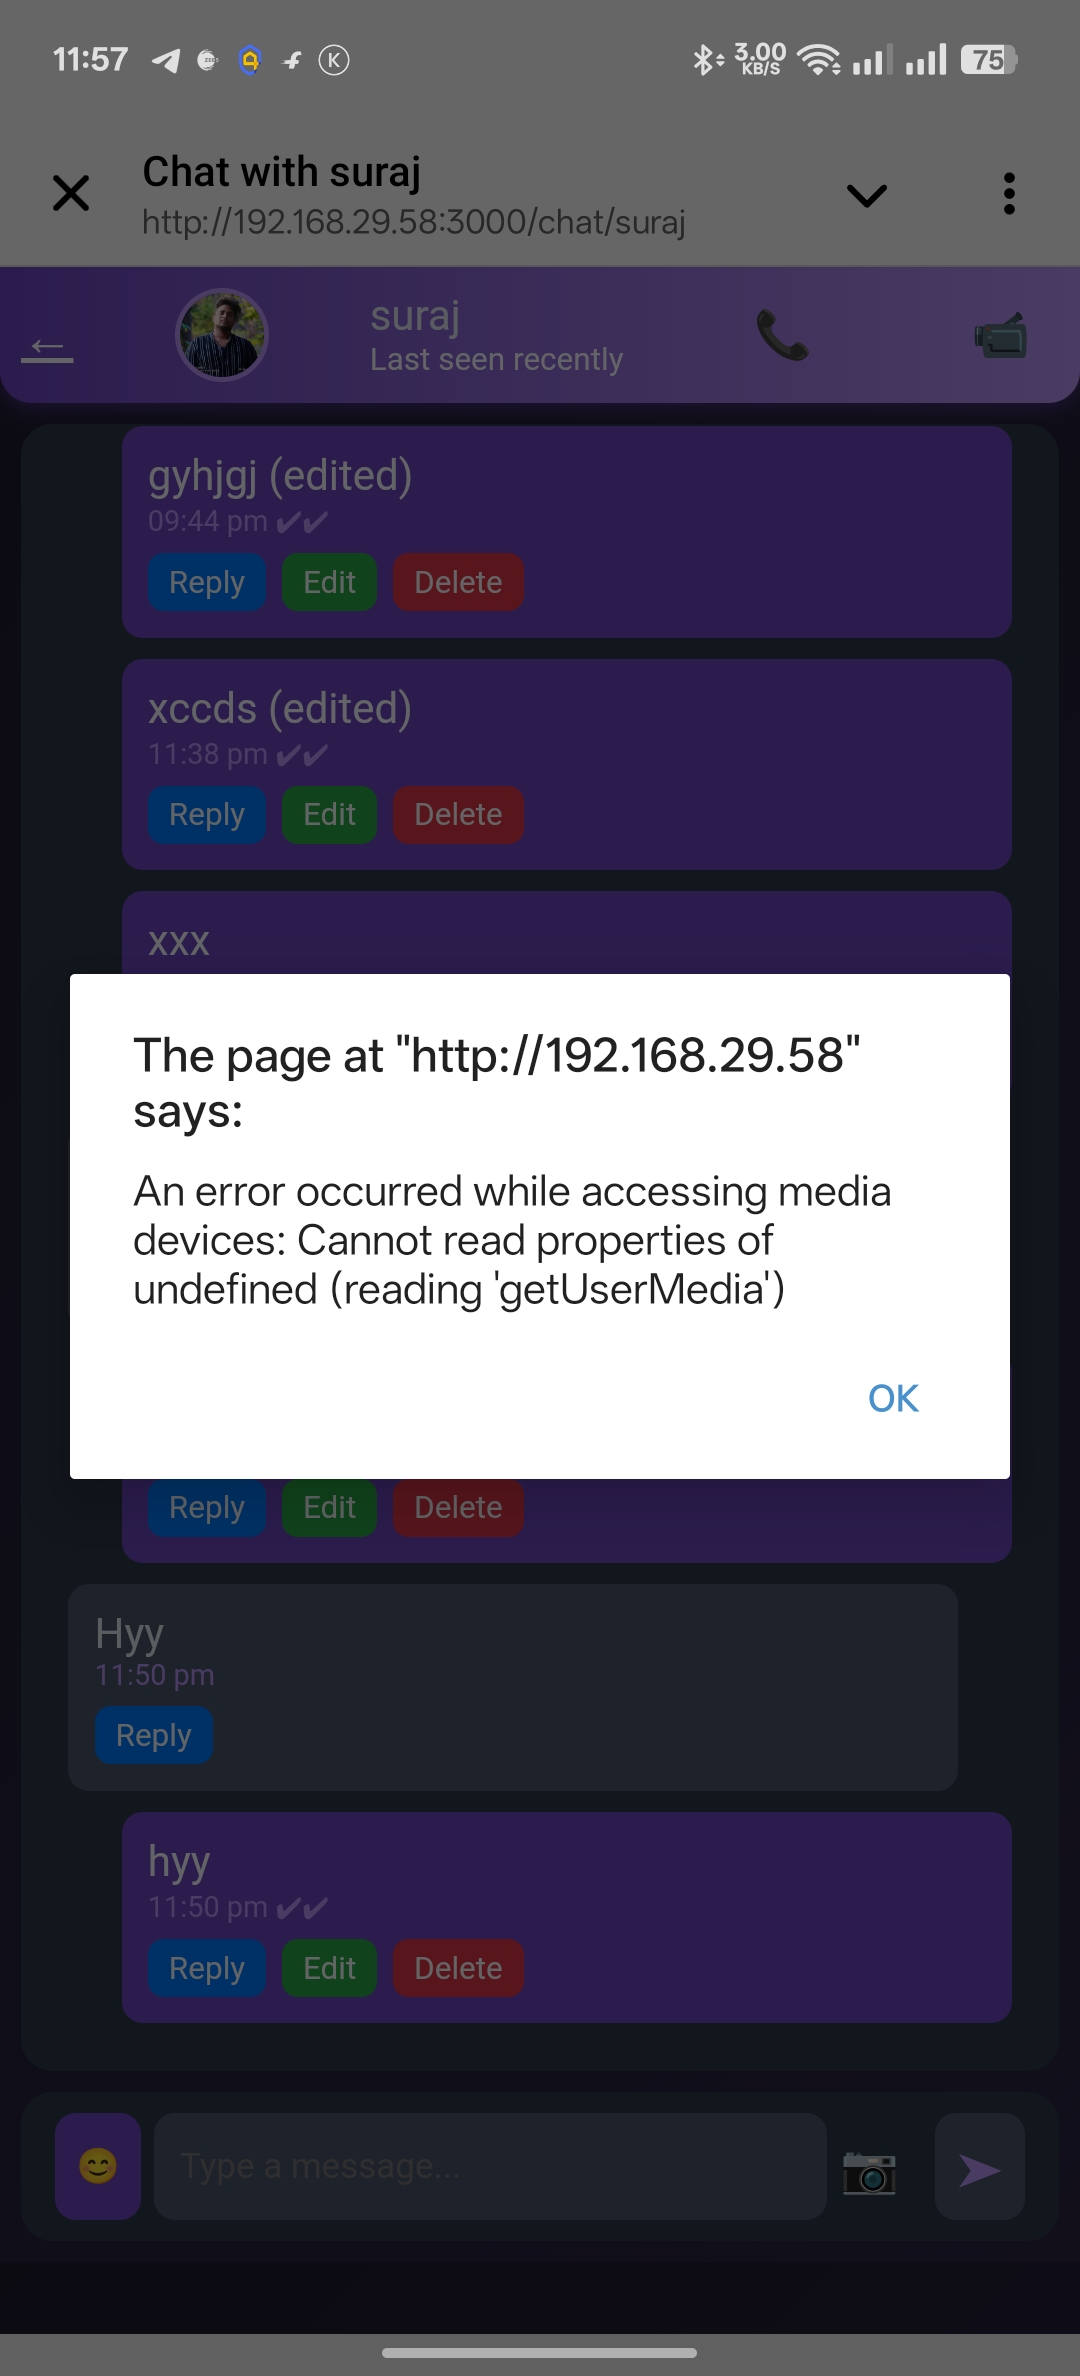 11:57
3.00
KB/S
75
Chat with suraj
http://192.168.29.58:3000/chat/suraj
←
suraj
Last seen recently
gyhjgj (edited)
09:44 pm ✔✔
Reply Edit Delete
xccds (edited)
11:38 pm ✔✔
Reply Edit Delete
xxx
The page at "http://192.168.29.58"
says:
An error occurred while accessing media
devices: Cannot read properties of
undefined (reading 'getUserMedia')
OK
Reply Edit Delete
Hyy
11:50 pm
Reply
hyy
11:50 pm ✔✔
Reply Edit Delete
Type a message...